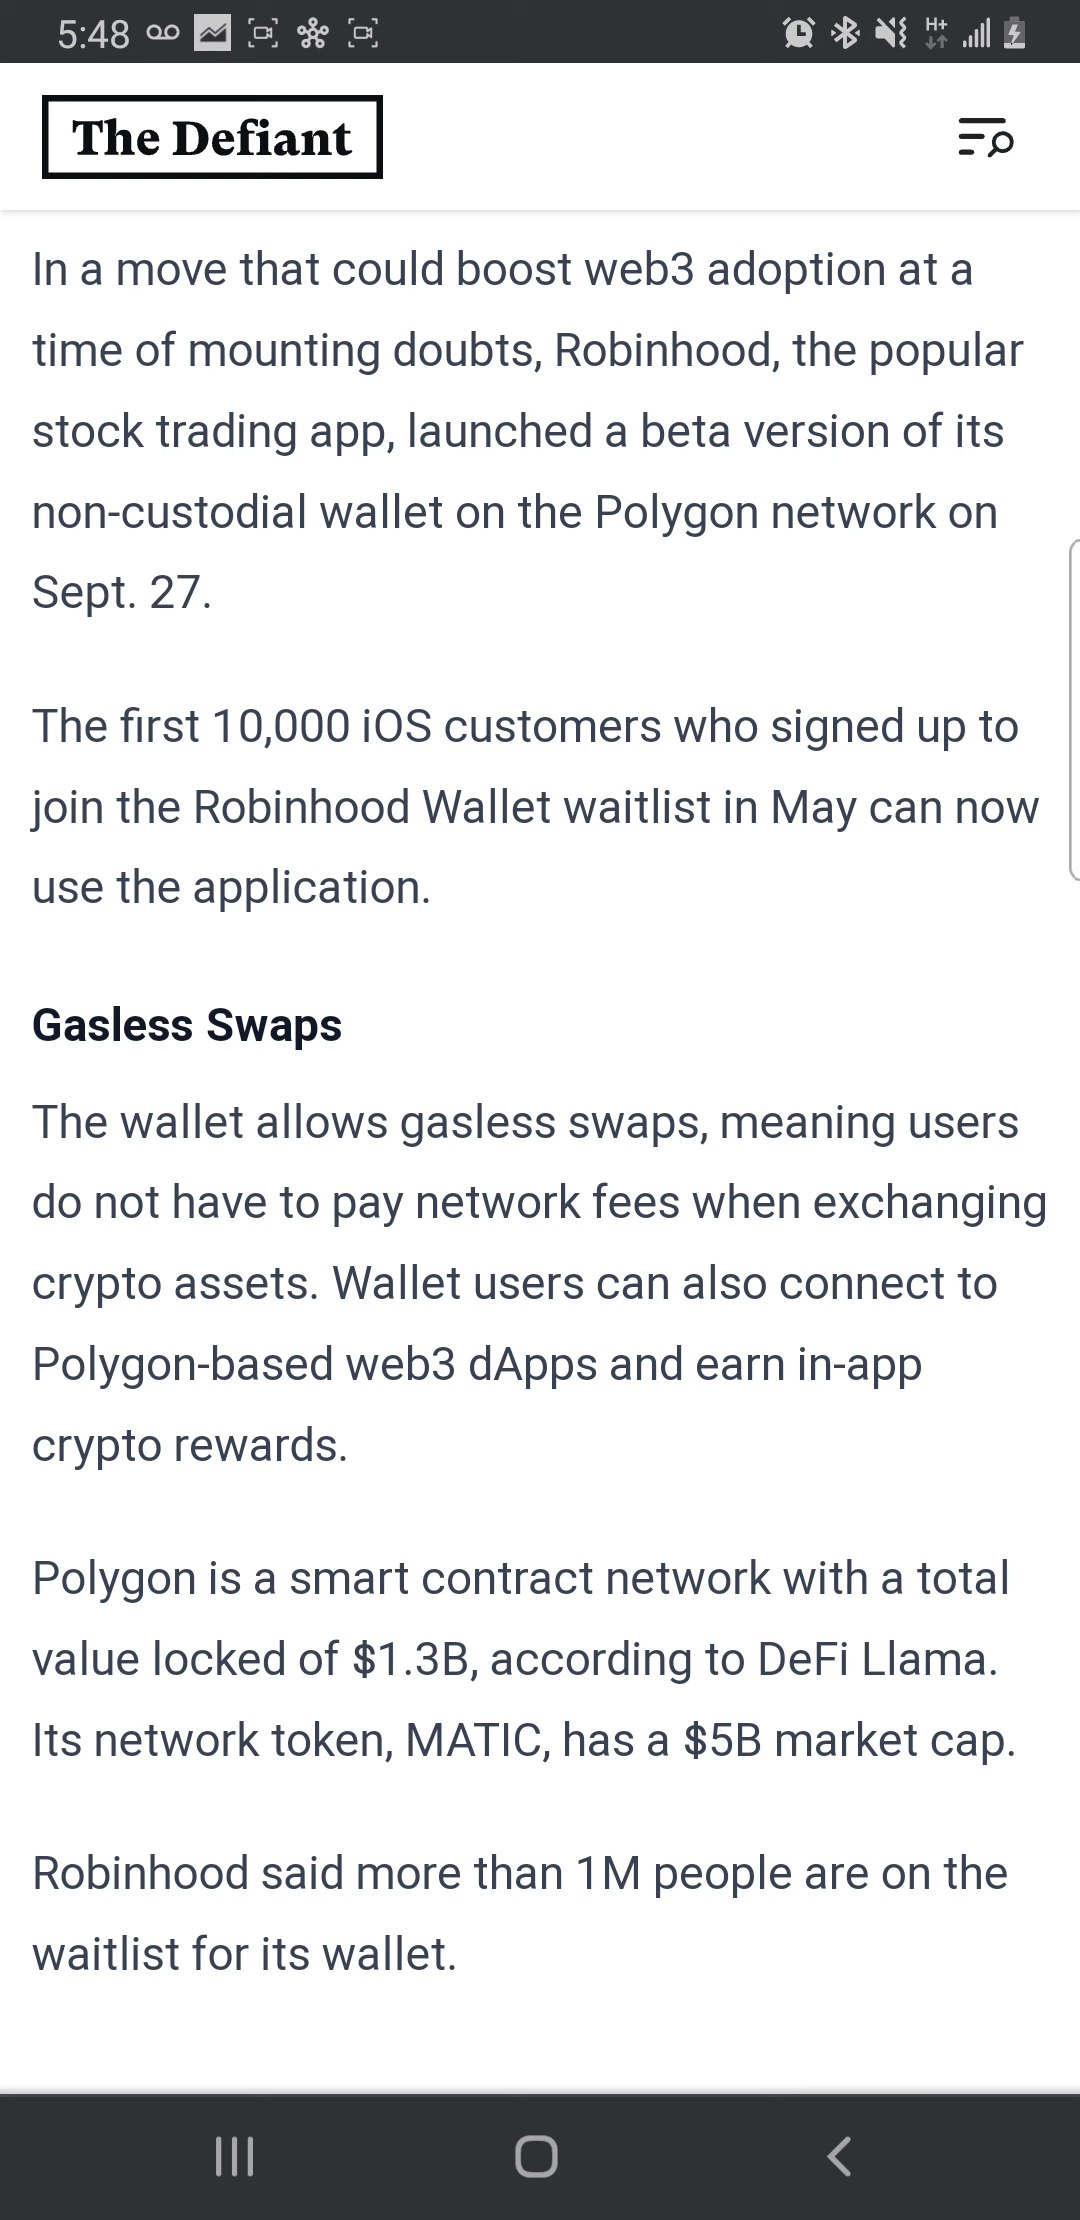 5:48
H+
The Defiant
In a move that could boost web3 adoption at a
time of mounting doubts, Robinhood, the popular
stock trading app, launched a beta version of its
non-custodial wallet on the Polygon network on
Sept. 27.
The first 10,000 iOS customers who signed up to
join the Robinhood Wallet waitlist in May can now
use the application.
Gasless Swaps
The wallet allows gasless swaps, meaning users
do not have to pay network fees when exchanging
crypto assets. Wallet users can also connect to
Polygon-based web3 dApps and earn in-app
crypto rewards.
Polygon is a smart contract network with a total
value locked of $1.3B, according to DeFi Llama.
Its network token, MATIC, has a $5B market cap.
Robinhood said more than 1M people are on the
waitlist for its wallet.